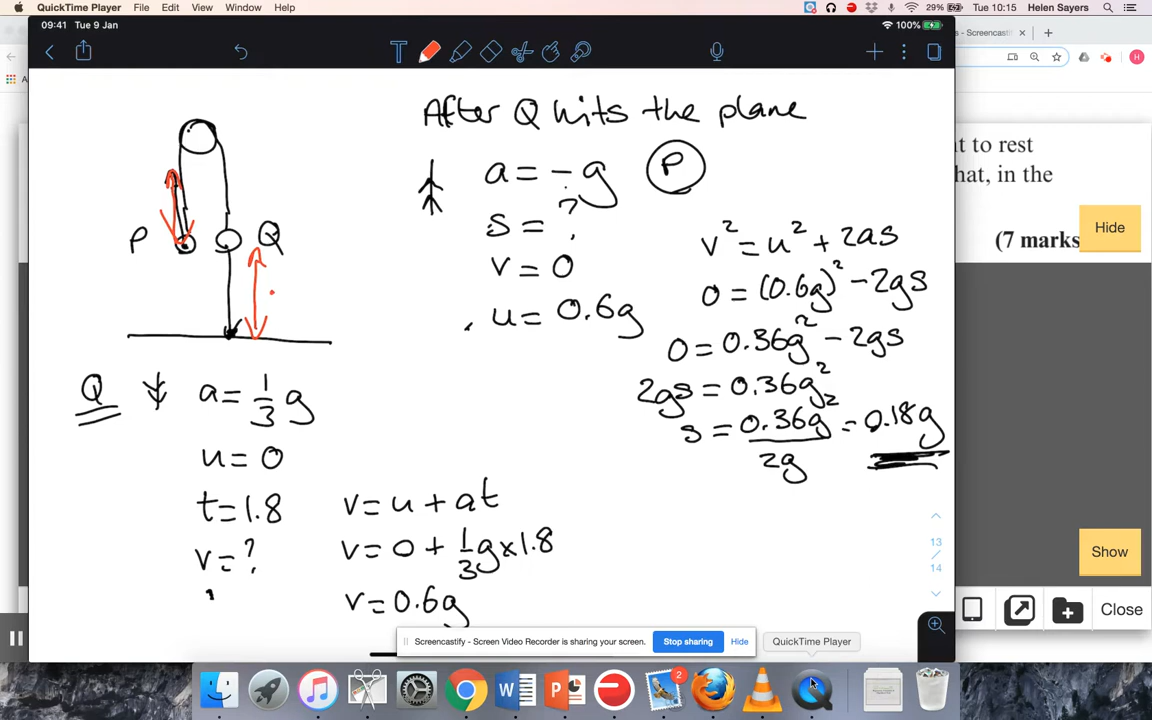 QuickTime Player File Edit View Window Help
29% Tue 10:15 Helen Sayers
09:41 Tue 9 Jan
100%
s - Screencasti
T
After Q hits the plane
a = -g P
s = ?
v = 0
u = 0.6g
P Q
v² = u² + 2as
0 = (0.6g)² - 2gs
0 = 0.36g² - 2gs
2gs = 0.36g²
s = 0.36g² / 2g = 0.18g
Q a = 1/3 g
u = 0
t = 1.8
v = ?
v = u + at
v = 0 + 1/3 g × 1.8
v = 0.6g
nt to rest
hat, in the
(7 marks
Hide
Show
13
/
14
Close
Screencastify - Screen Video Recorder is sharing your screen. Stop sharing Hide
QuickTime Player
W P 2
H
A